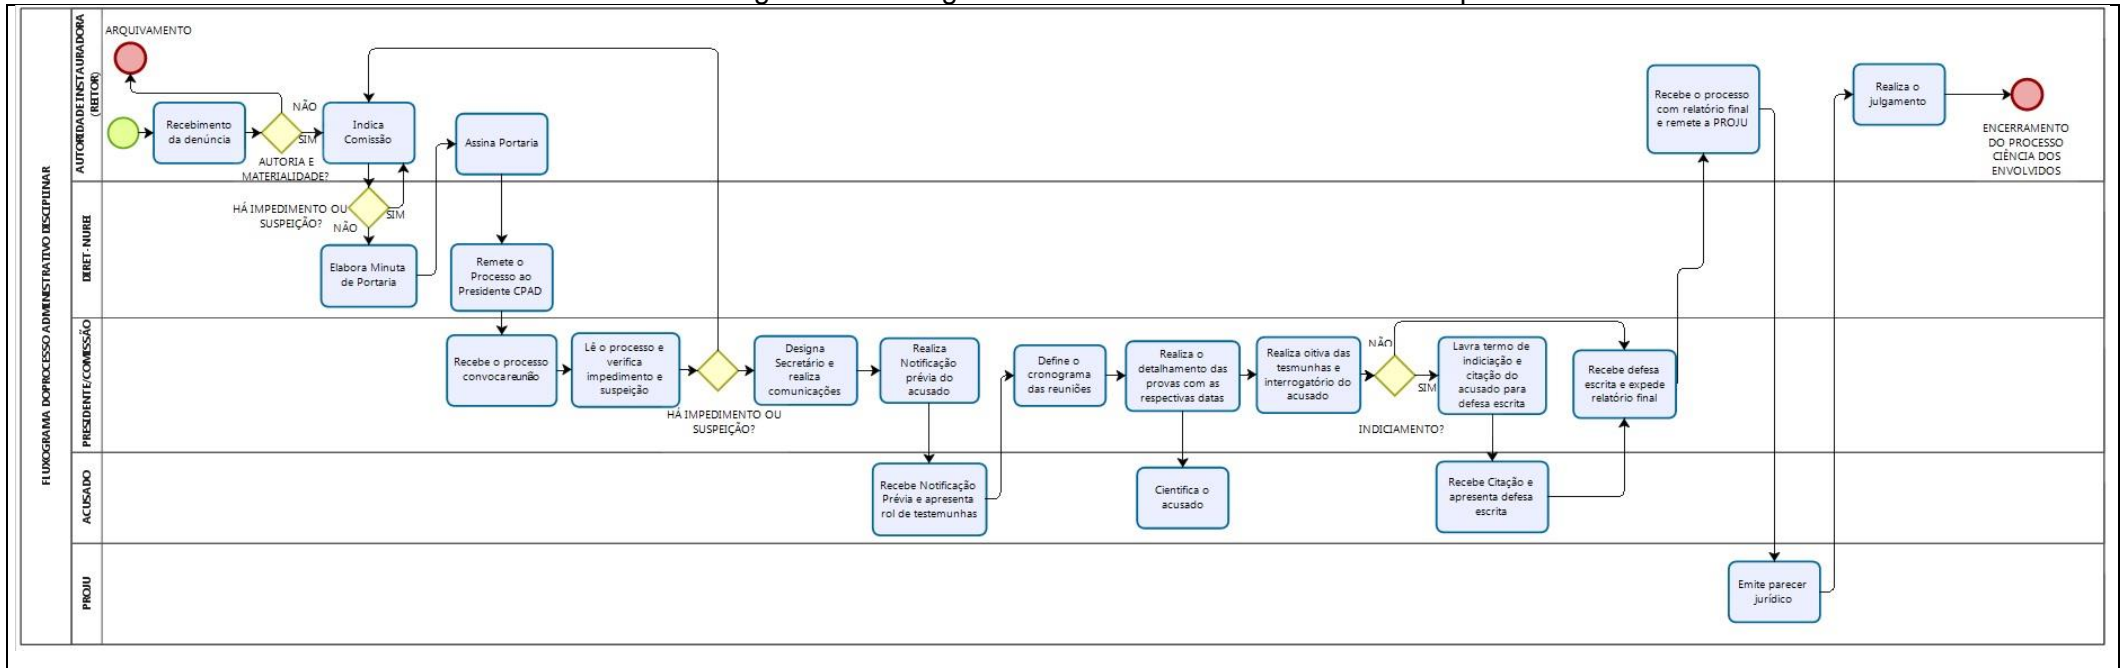 FLUXOGRAMA DO PROCESSO ADMINISTRATIVO DISCIPLINAR
AUTORIDADE INSTAURADORA
(REITOR)
ARQUIVAMENTO
Recebimento
da denúncia
NÃO
SIM
AUTORIA E
MATERIALIDADE?
Indica
Comissão
Assina Portaria
Recebe o processo
com relatório final
e remete a PROJU
Realiza o
julgamento
ENCERRAMENTO
DO PROCESSO
CIÊNCIA DOS
ENVOLVIDOS
DIRET - NUREI
HÁ IMPEDIMENTO OU
SUSPEIÇÃO?
SIM
NÃO
Elabora Minuta
de Portaria
Remete o
Processo ao
Presidente CPAD
PRESIDENTE/COMISSÃO
Recebe o processo
convoca reunião
Lê o processo e
verifica
impedimento e
suspeição
HÁ IMPEDIMENTO OU
SUSPEIÇÃO?
Designa
Secretário e
realiza
comunicações
Realiza
Notificação
prévia do
acusado
Define o
cronograma
das reuniões
Realiza o
detalhamento das
provas com as
respectivas datas
Realiza oitiva das
tesmunhas e
interrogatório do
acusado
NÃO
SIM
INDICIAMENTO?
Lavra termo de
indiciação e
citação do
acusado para
defesa escrita
Recebe defesa
escrita e expede
relatório final
ACUSADO
Recebe Notificação
Prévia e apresenta
rol de testemunhas
Cientifica o
acusado
Recebe Citação e
apresenta defesa
escrita
PROJU
Emite parecer
jurídico